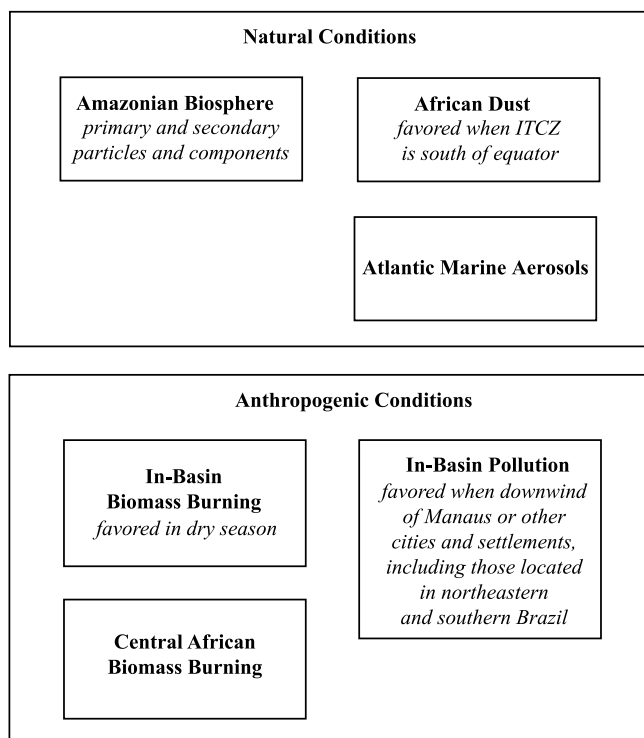 Natural Conditions
Amazonian Biosphere
primary and secondary
particles and components
African Dust
favored when ITCZ
is south of equator
Atlantic Marine Aerosols
Anthropogenic Conditions
In-Basin
Biomass Burning
favored in dry season
In-Basin Pollution
favored when downwind
of Manaus or other
cities and settlements,
including those located
in northeastern
and southern Brazil
Central African
Biomass Burning